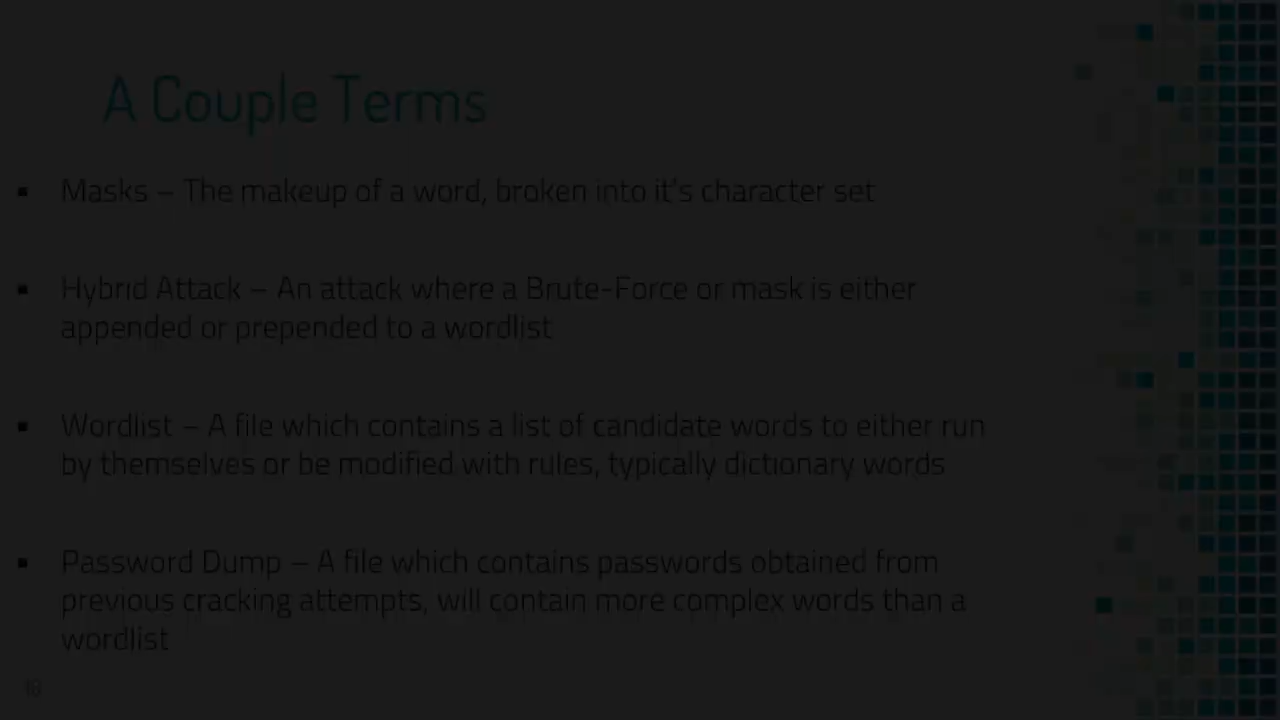 A Couple Terms
▪ Masks – The makeup of a word, broken into it's character set
▪ Hybrid Attack – An attack where a Brute-Force or mask is either
appended or prepended to a wordlist
▪ Wordlist – A file which contains a list of candidate words to either run
by themselves or be modified with rules, typically dictionary words
▪ Password Dump – A file which contains passwords obtained from
previous cracking attempts, will contain more complex words than a
wordlist
18